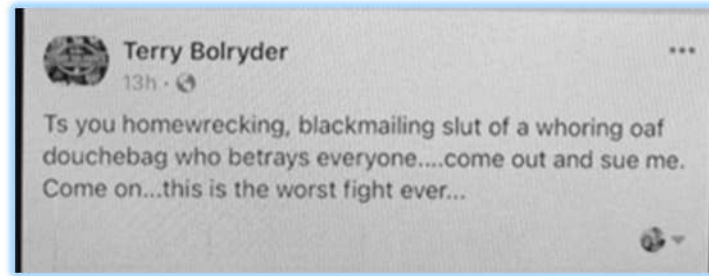 Terry Bolryder
13h ·
Ts you homewrecking, blackmailing slut of a whoring oaf
douchebag who betrays everyone....come out and sue me.
Come on...this is the worst fight ever...